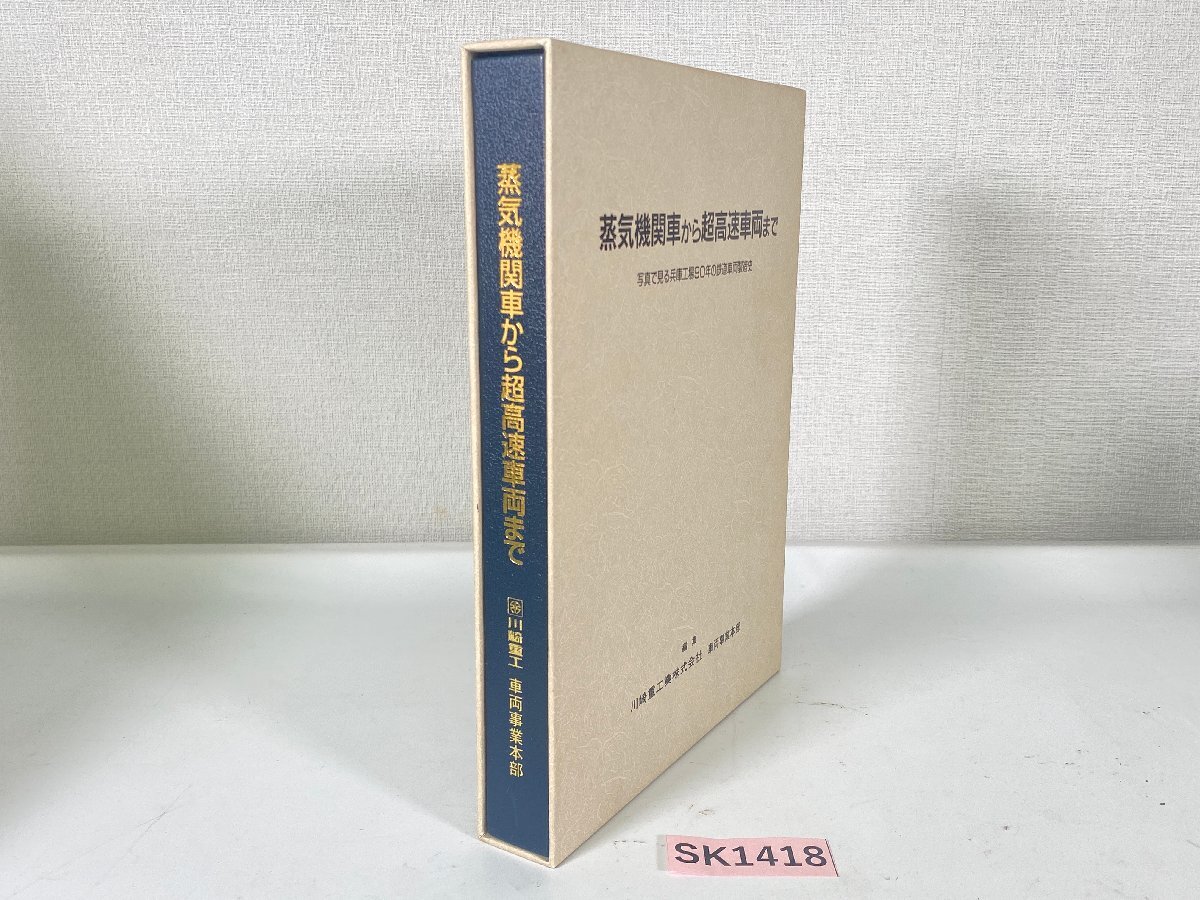 蒸気機関車から超高速車両まで
川崎重工 車両事業本部
蒸気機関車から超高速車両まで
写真で見る兵庫工場90年の鉄道車両製造史
編集
川崎重工業株式会社 車両事業本部
SK1418